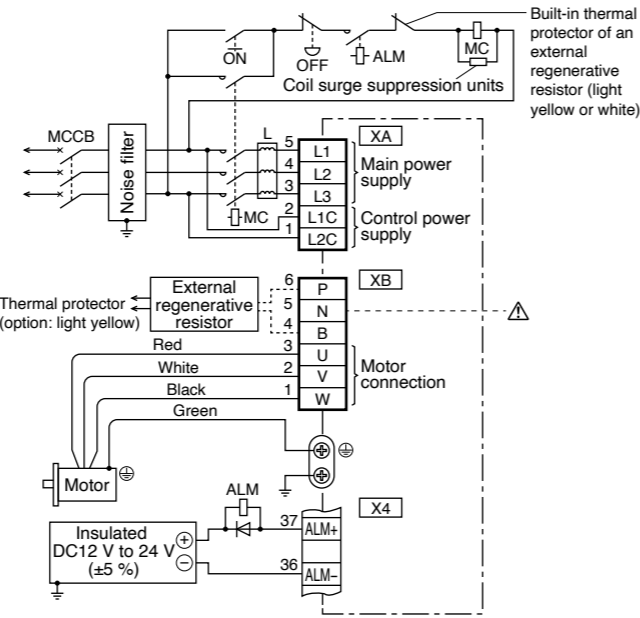 Built-in thermal
protector of an
external
regenerative
resistor (light
yellow or white)
ON
OFF
ALM
MC
Coil surge suppression units
MCCB
Noise filter
L
MC
XA
5 L1
4 L2
3 L3
2 L1C
1 L2C
Main power
supply
Control power
supply
XB
6 P
5 N
4 B
3 U
2 V
1 W
External
regenerative
resistor
Thermal protector
(option: light yellow)
Red
White
Black
Green
Motor
connection
Motor
ALM
X4
37 ALM+
36 ALM−
Insulated
DC12 V to 24 V
(±5 %)
+
−